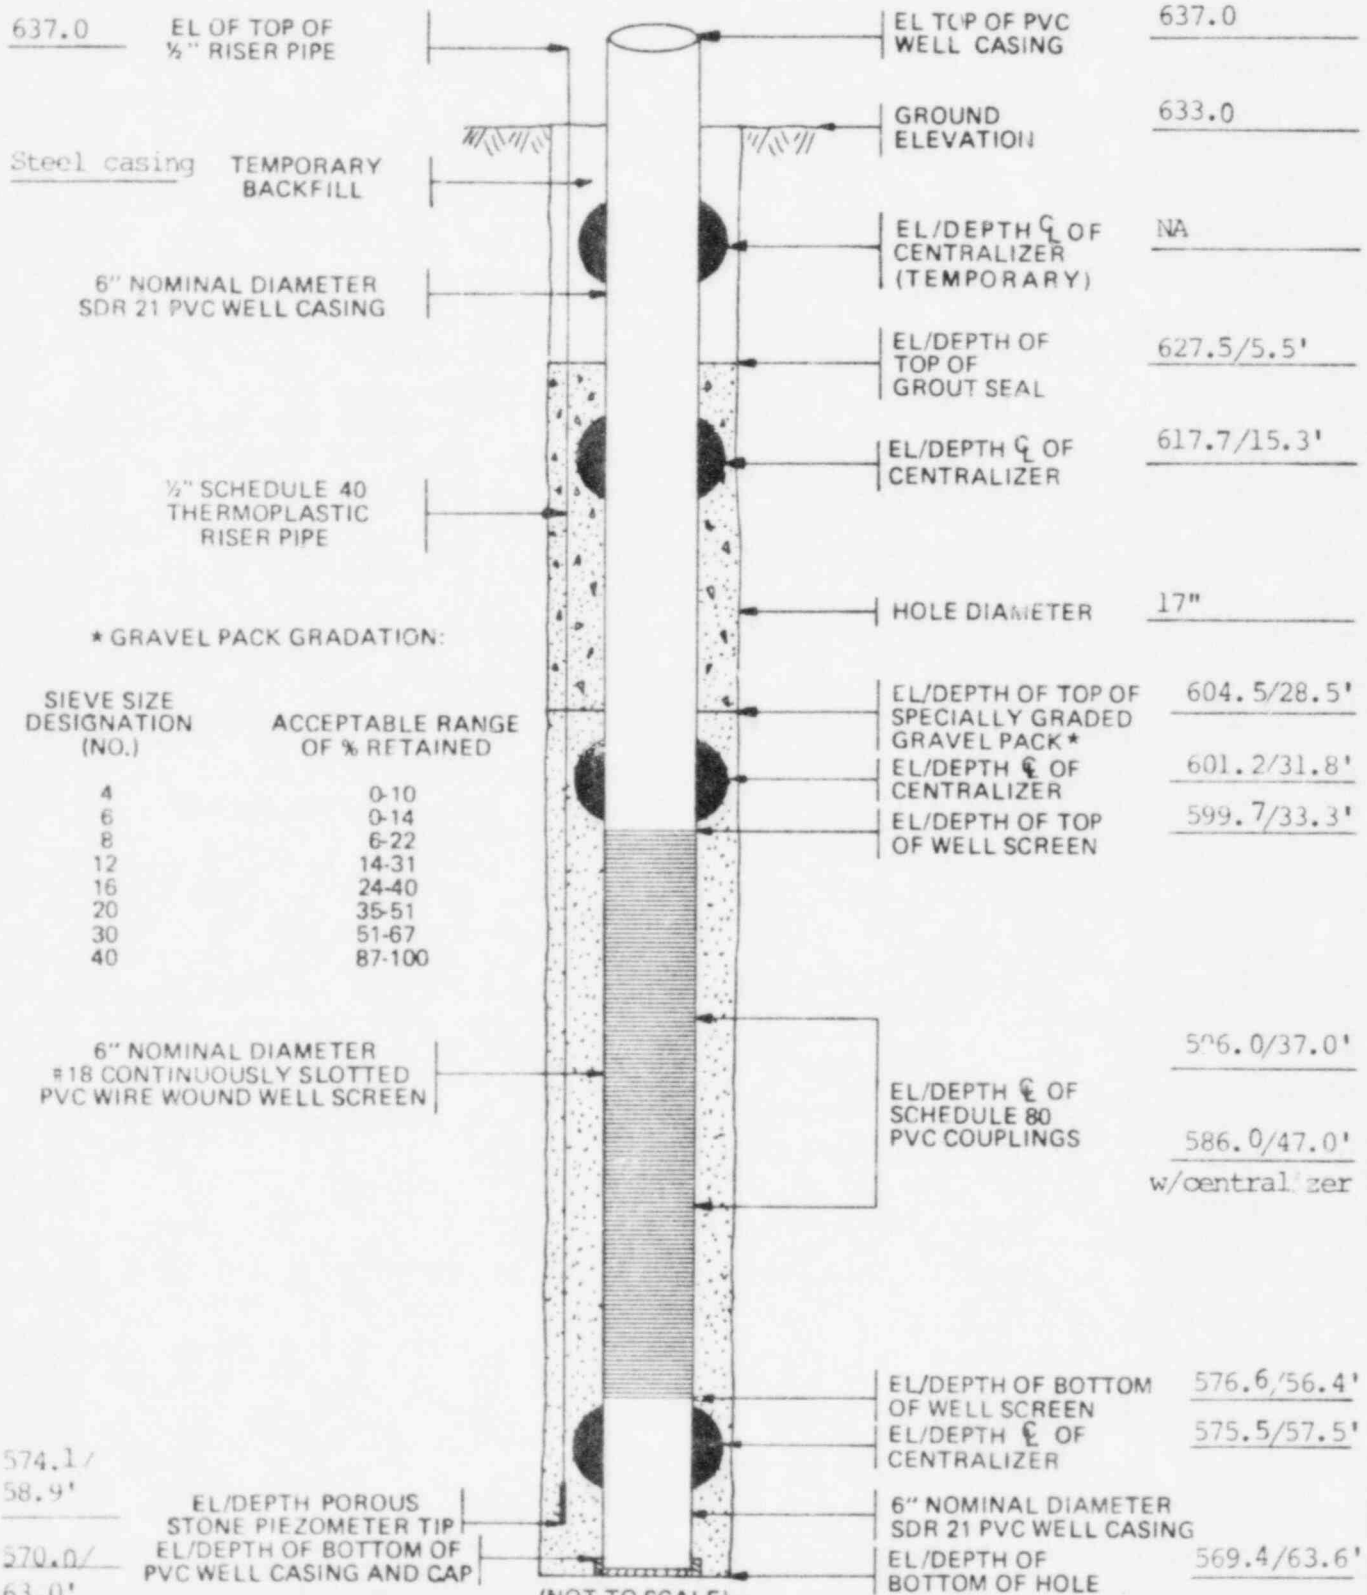 637.0
EL OF TOP OF
½" RISER PIPE
EL TOP OF PVC
WELL CASING
637.0
GROUND
ELEVATION
633.0
Steel casing
TEMPORARY
BACKFILL
EL/DEPTH ℄ OF
CENTRALIZER
(TEMPORARY)
NA
6" NOMINAL DIAMETER
SDR 21 PVC WELL CASING
EL/DEPTH OF
TOP OF
GROUT SEAL
627.5/5.5'
EL/DEPTH ℄ OF
CENTRALIZER
617.7/15.3'
½" SCHEDULE 40
THERMOPLASTIC
RISER PIPE
HOLE DIAMETER
17"
* GRAVEL PACK GRADATION:
SIEVE SIZE
DESIGNATION
(NO.)
ACCEPTABLE RANGE
OF % RETAINED
4 0-10
6 0-14
8 6-22
12 14-31
16 24-40
20 35-51
30 51-67
40 87-100
EL/DEPTH OF TOP OF
SPECIALLY GRADED
GRAVEL PACK*
604.5/28.5'
EL/DEPTH ℄ OF
CENTRALIZER
601.2/31.8'
EL/DEPTH OF TOP
OF WELL SCREEN
599.7/33.3'
6" NOMINAL DIAMETER
#18 CONTINUOUSLY SLOTTED
PVC WIRE WOUND WELL SCREEN
EL/DEPTH ℄ OF
SCHEDULE 80
PVC COUPLINGS
586.0/47.0'
EL/DEPTH OF BOTTOM
OF WELL SCREEN
576.6/56.4'
EL/DEPTH ℄ OF
CENTRALIZER
575.5/57.5'
574.1/
58.9'
EL/DEPTH POROUS
STONE PIEZOMETER TIP
6" NOMINAL DIAMETER
SDR 21 PVC WELL CASING
570.0/
63.0'
EL/DEPTH OF BOTTOM OF
PVC WELL CASING AND CAP
EL/DEPTH OF
BOTTOM OF HOLE
569.4/63.6'
(NOT TO SCALE)